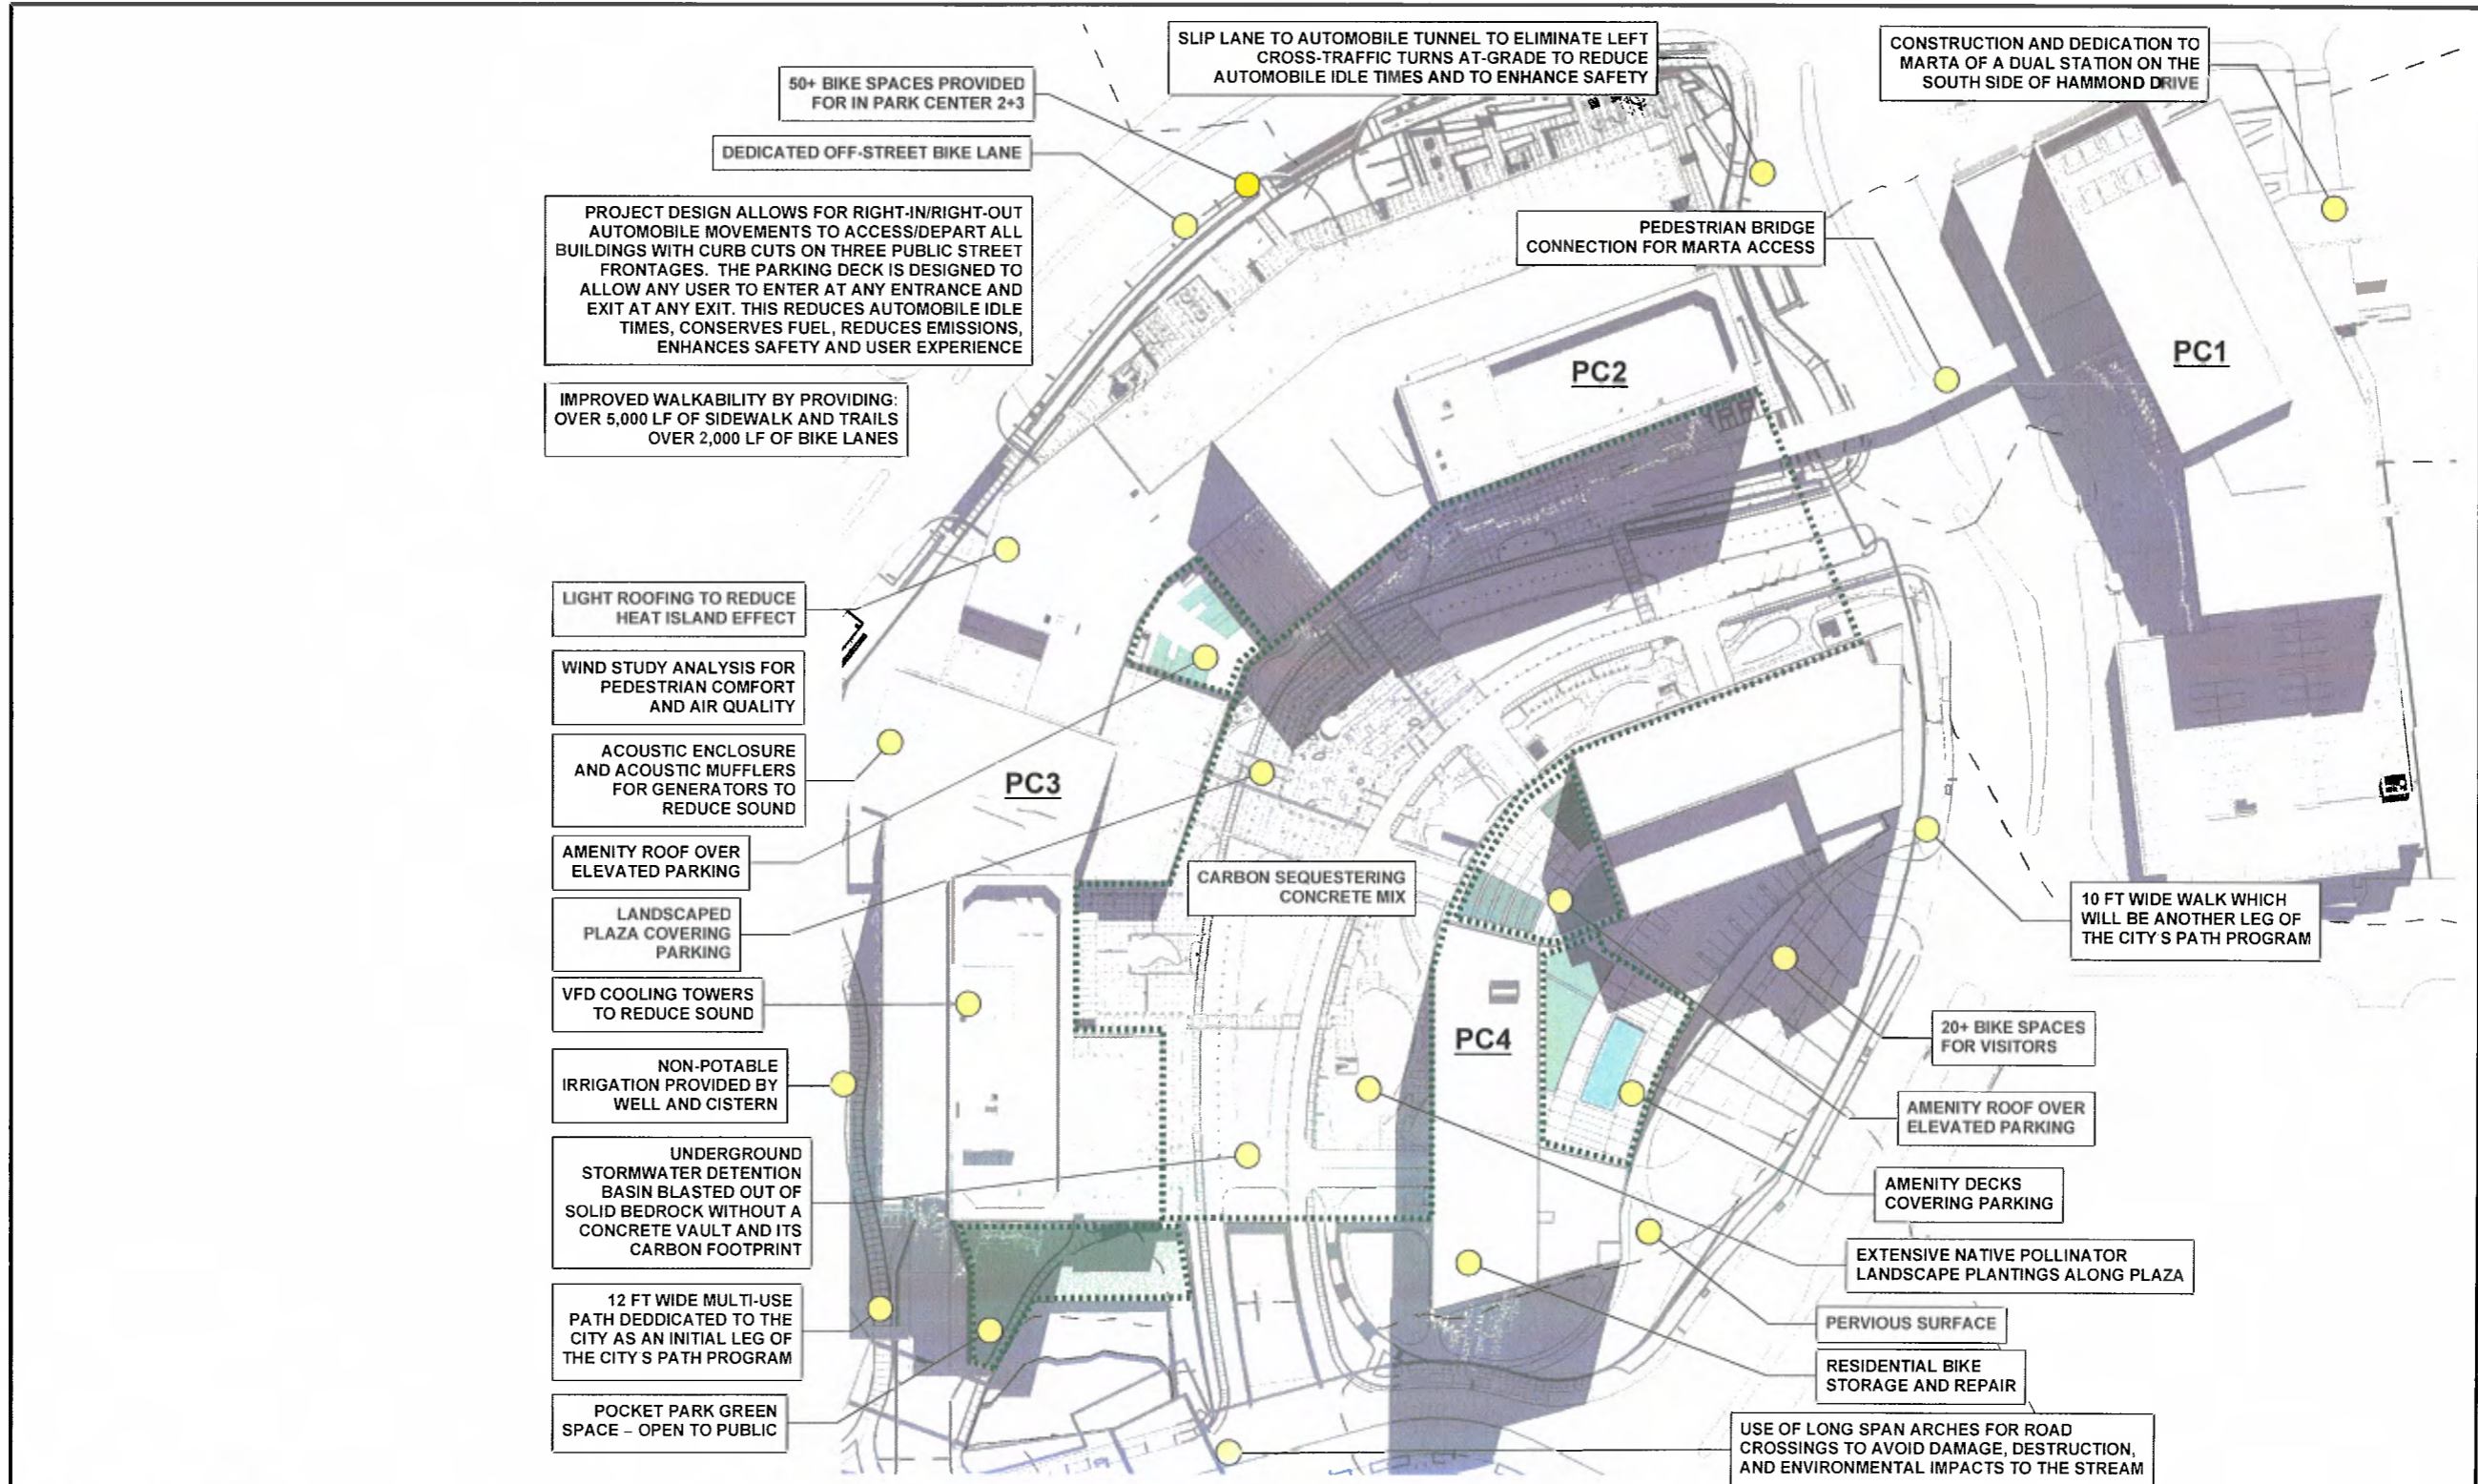 SLIP LANE TO AUTOMOBILE TUNNEL TO ELIMINATE LEFT
CROSS-TRAFFIC TURNS AT-GRADE TO REDUCE
AUTOMOBILE IDLE TIMES AND TO ENHANCE SAFETY
CONSTRUCTION AND DEDICATION TO
MARTA OF A DUAL STATION ON THE
SOUTH SIDE OF HAMMOND DRIVE
50+ BIKE SPACES PROVIDED
FOR IN PARK CENTER 2+3
DEDICATED OFF-STREET BIKE LANE
PROJECT DESIGN ALLOWS FOR RIGHT-IN/RIGHT-OUT
AUTOMOBILE MOVEMENTS TO ACCESS/DEPART ALL
BUILDINGS WITH CURB CUTS ON THREE PUBLIC STREET
FRONTAGES. THE PARKING DECK IS DESIGNED TO
ALLOW ANY USER TO ENTER AT ANY ENTRANCE AND
EXIT AT ANY EXIT. THIS REDUCES AUTOMOBILE IDLE
TIMES, CONSERVES FUEL, REDUCES EMISSIONS,
ENHANCES SAFETY AND USER EXPERIENCE
PEDESTRIAN BRIDGE
CONNECTION FOR MARTA ACCESS
PC1
PC2
IMPROVED WALKABILITY BY PROVIDING:
OVER 5,000 LF OF SIDEWALK AND TRAILS
OVER 2,000 LF OF BIKE LANES
LIGHT ROOFING TO REDUCE
HEAT ISLAND EFFECT
WIND STUDY ANALYSIS FOR
PEDESTRIAN COMFORT
AND AIR QUALITY
ACOUSTIC ENCLOSURE
AND ACOUSTIC MUFFLERS
FOR GENERATORS TO
REDUCE SOUND
PC3
AMENITY ROOF OVER
ELEVATED PARKING
CARBON SEQUESTERING
CONCRETE MIX
LANDSCAPED
PLAZA COVERING
PARKING
10 FT WIDE WALK WHICH
WILL BE ANOTHER LEG OF
THE CITY'S PATH PROGRAM
VFD COOLING TOWERS
TO REDUCE SOUND
PC4
20+ BIKE SPACES
FOR VISITORS
NON-POTABLE
IRRIGATION PROVIDED BY
WELL AND CISTERN
AMENITY ROOF OVER
ELEVATED PARKING
UNDERGROUND
STORMWATER DETENTION
BASIN BLASTED OUT OF
SOLID BEDROCK WITHOUT A
CONCRETE VAULT AND ITS
CARBON FOOTPRINT
AMENITY DECKS
COVERING PARKING
EXTENSIVE NATIVE POLLINATOR
LANDSCAPE PLANTINGS ALONG PLAZA
12 FT WIDE MULTI-USE
PATH DEDDICATED TO THE
CITY AS AN INITIAL LEG OF
THE CITY'S PATH PROGRAM
PERVIOUS SURFACE
RESIDENTIAL BIKE
STORAGE AND REPAIR
POCKET PARK GREEN
SPACE – OPEN TO PUBLIC
USE OF LONG SPAN ARCHES FOR ROAD
CROSSINGS TO AVOID DAMAGE, DESTRUCTION,
AND ENVIRONMENTAL IMPACTS TO THE STREAM